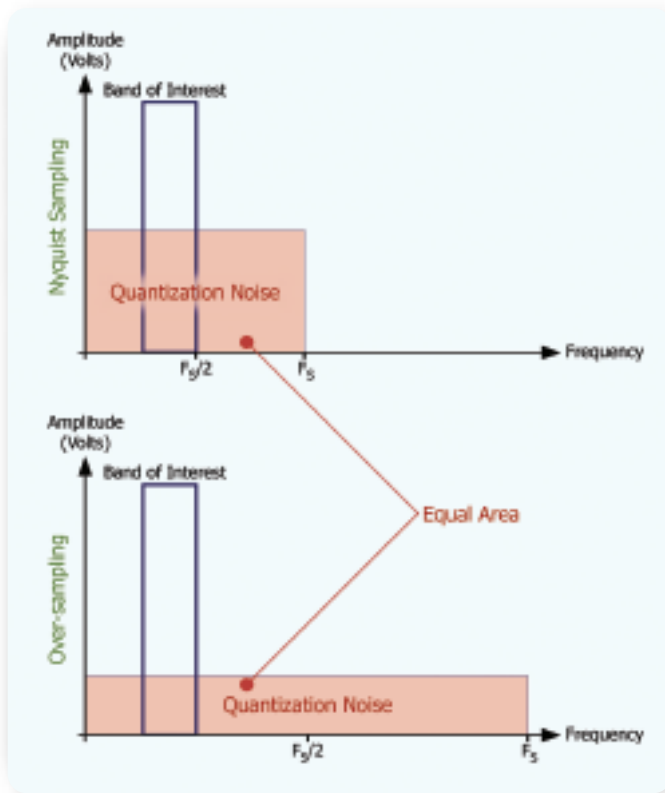 Amplitude
(Volts)
Band of Interest
Nyquist Sampling
Quantization Noise
Frequency
Fs/2
Fs
Amplitude
(Volts)
Band of Interest
Equal Area
Over-sampling
Quantization Noise
Frequency
Fs/2
Fs